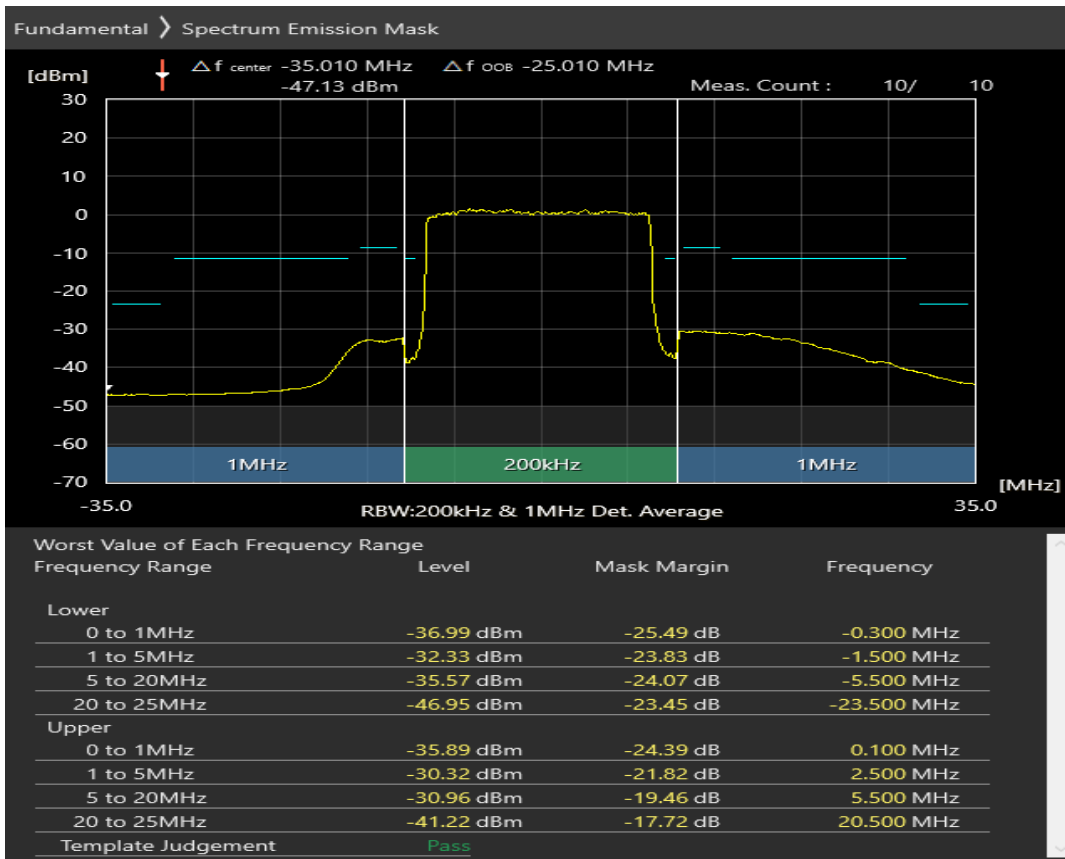 Fundamental ❯ Spectrum Emission Mask
[dBm] △f center -35.010 MHz △f OOB -25.010 MHz
-47.13 dBm Meas. Count : 10/ 10
30
20
10
0
-10
-20
-30
-40
-50
-60
1MHz 200kHz 1MHz
-70 [MHz]
-35.0 RBW:200kHz & 1MHz Det. Average 35.0
Worst Value of Each Frequency Range
Frequency Range Level Mask Margin Frequency
Lower
0 to 1MHz -36.99 dBm -25.49 dB -0.300 MHz
1 to 5MHz -32.33 dBm -23.83 dB -1.500 MHz
5 to 20MHz -35.57 dBm -24.07 dB -5.500 MHz
20 to 25MHz -46.95 dBm -23.45 dB -23.500 MHz
Upper
0 to 1MHz -35.89 dBm -24.39 dB 0.100 MHz
1 to 5MHz -30.32 dBm -21.82 dB 2.500 MHz
5 to 20MHz -30.96 dBm -19.46 dB 5.500 MHz
20 to 25MHz -41.22 dBm -17.72 dB 20.500 MHz
Template Judgement Pass